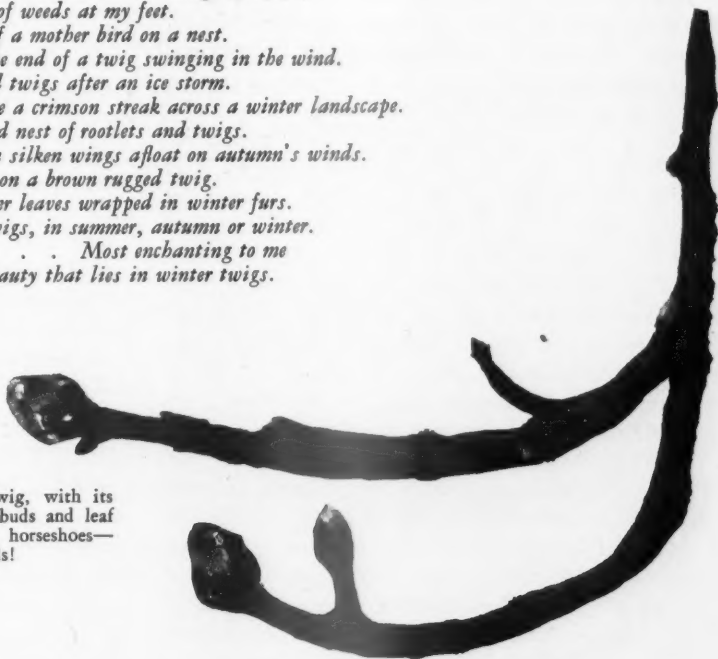 of weeds at my feet.
a mother bird on a nest.
end of a twig swinging in the wind.
twigs after an ice storm.
a crimson streak across a winter landscape.
nest of rootlets and twigs.
silken wings afloat on autumn's winds.
on a brown rugged twig.
leaves wrapped in winter furs.
in summer, autumn or winter.
. . Most enchanting to me
that lies in winter twigs.
wig, with its
buds and leaf
horseshoes—
s!